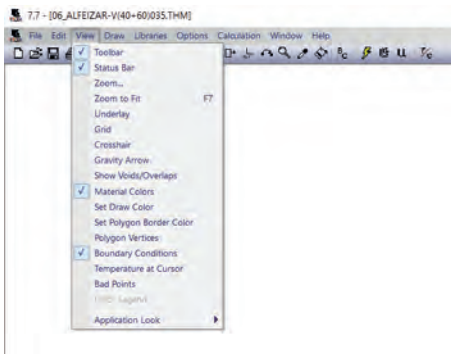 7.7 - [06_ALFEIZAR-V(40+60)035.THM]
File Edit View Draw Libraries Options Calculation Window Help
Toolbar
Status Bar
Zoom...
Zoom to Fit F7
Underlay
Grid
Crosshair
Gravity Arrow
Show Voids/Overlaps
Material Colors
Set Draw Color
Set Polygon Border Color
Polygon Vertices
Boundary Conditions
Temperature at Cursor
Bad Points
Legend
Application Look